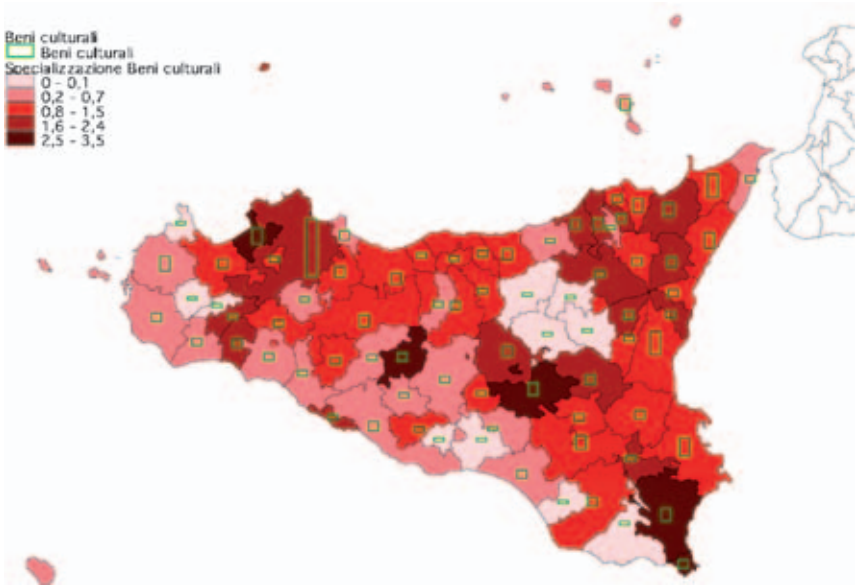 Beni culturali
Beni culturali
Specializzazione Beni culturali
0 - 0,1
0,2 - 0,7
0,8 - 1,5
1,6 - 2,4
2,5 - 3,5